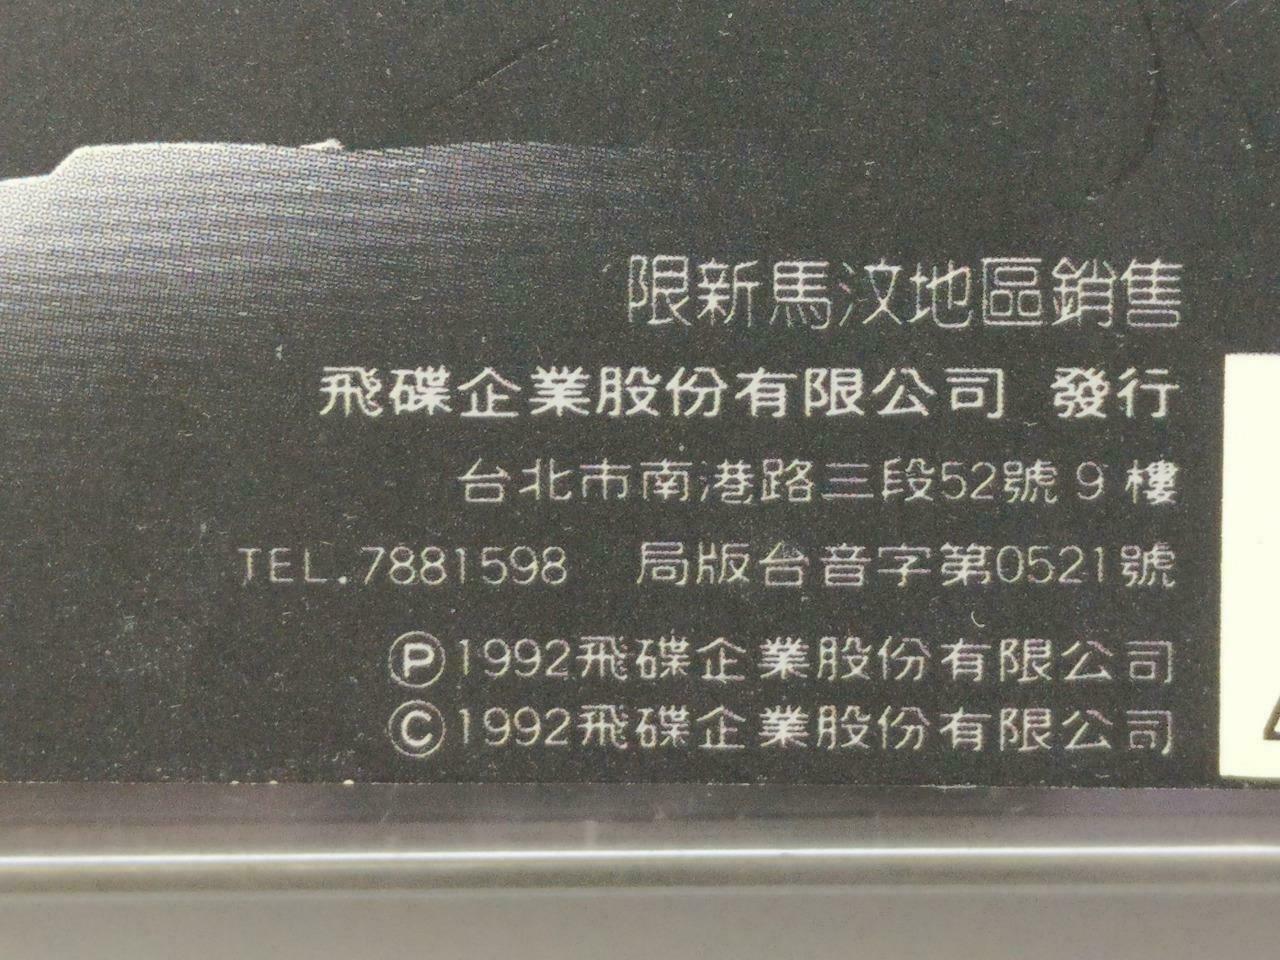 限新馬汶地區銷售
飛碟企業股份有限公司 發行
台北市南港路三段52號9樓
TEL.7881598 局版台音字第0521號
Ⓟ1992飛碟企業股份有限公司
©1992飛碟企業股份有限公司